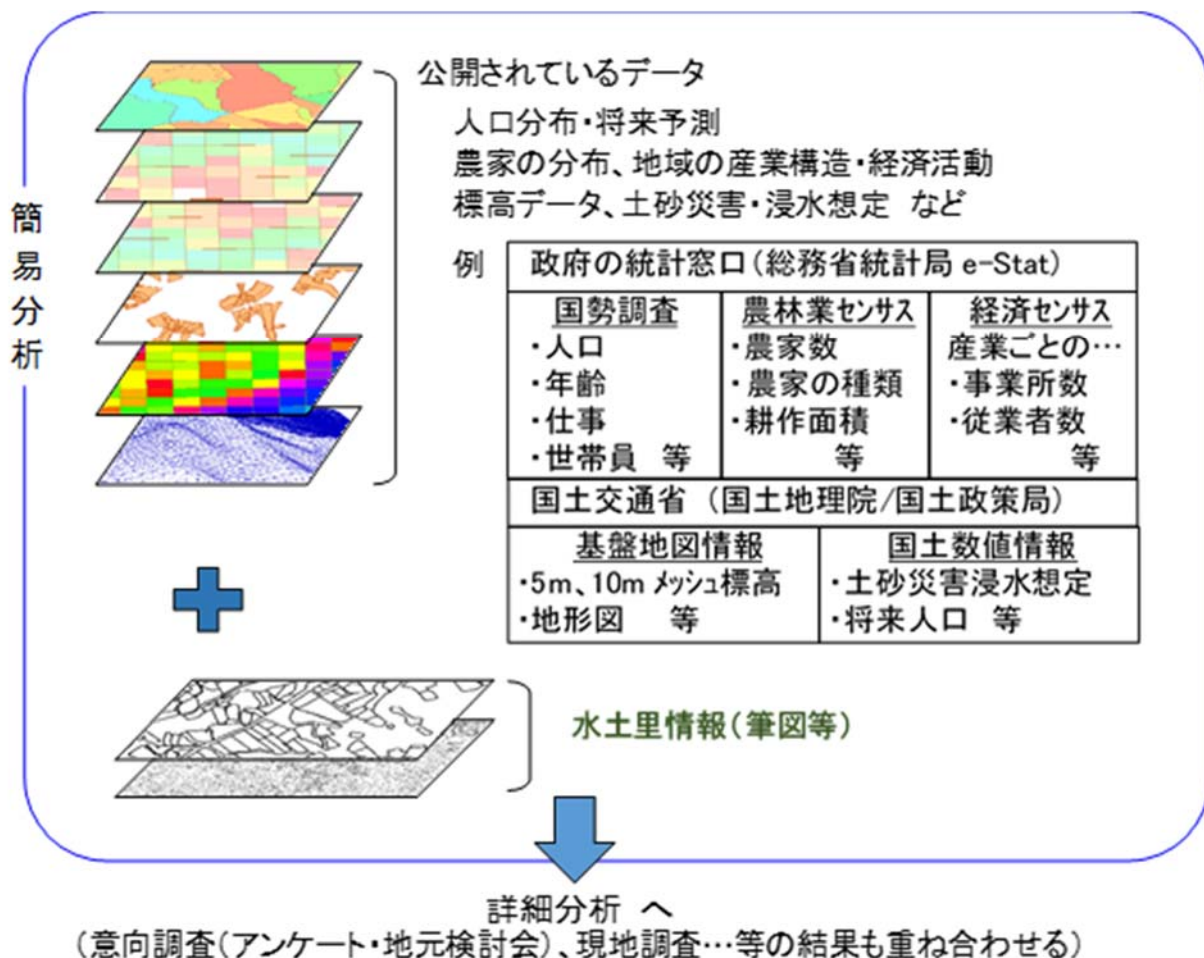 簡易分析
公開されているデータ
人口分布・将来予測
農家の分布、地域の産業構造・経済活動
標高データ、土砂災害・浸水想定 など
例
政府の統計窓口(総務省統計局 e-Stat)
国勢調査
・人口
・年齢
・仕事
・世帯員 等
農林業センサス
・農家数
・農家の種類
・耕作面積
等
経済センサス
産業ごとの…
・事業所数
・従業者数
等
国土交通省 (国土地理院/国土政策局)
基盤地図情報
・5m、10mメッシュ標高
・地形図 等
国土数値情報
・土砂災害浸水想定
・将来人口 等
水土里情報(筆図等)
詳細分析 へ
(意向調査(アンケート・地元検討会)、現地調査…等の結果も重ね合わせる)